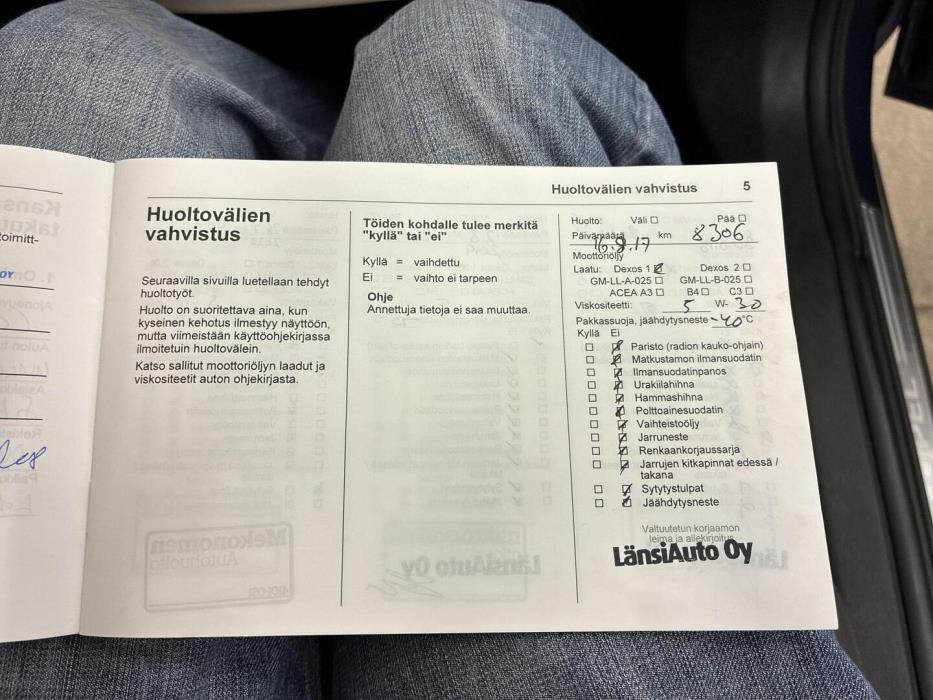 Huoltovälien vahvistus 5
toimitt-
OY
Huoltovälien
vahvistus
Seuraavilla sivuilla luetellaan tehdyt
huoltotyöt.
Huolto on suoritettava aina, kun
kyseinen kehotus ilmestyy näyttöön,
mutta viimeistään käyttöohjekirjassa
ilmoitetuin huoltovälein.
Katso sallitut moottoriöljyn laadut ja
viskositeetit auton ohjekirjasta.
Töiden kohdalle tulee merkitä
"kyllä" tai "ei"
Kyllä = vaihdettu
Ei = vaihto ei tarpeen
Ohje
Annettuja tietoja ei saa muuttaa.
Huolto: Väli Pää
Päivämäärä 16.8.17 km 8306
Moottoriöljy
Laatu: Dexos 1 Dexos 2
GM-LL-A-025 GM-LL-B-025
ACEA A3 B4 C3
Viskositeetti: 5 W- 30
Pakkassuoja, jäähdytysneste -40 °C
Kyllä Ei
Paristo (radion kauko-ohjain)
Matkustamon ilmansuodatin
Ilmansuodatinpanos
Urakiilahihna
Hammashihna
Polttoainesuodatin
Vaihteistoöljy
Jarruneste
Renkaankorjaussarja
Jarrujen kitkapinnat edessä /
takana
Sytytystulpat
Jäähdytysneste
Valtuutetun korjaamon
leima ja allekirjoitus
LänsiAuto Oy